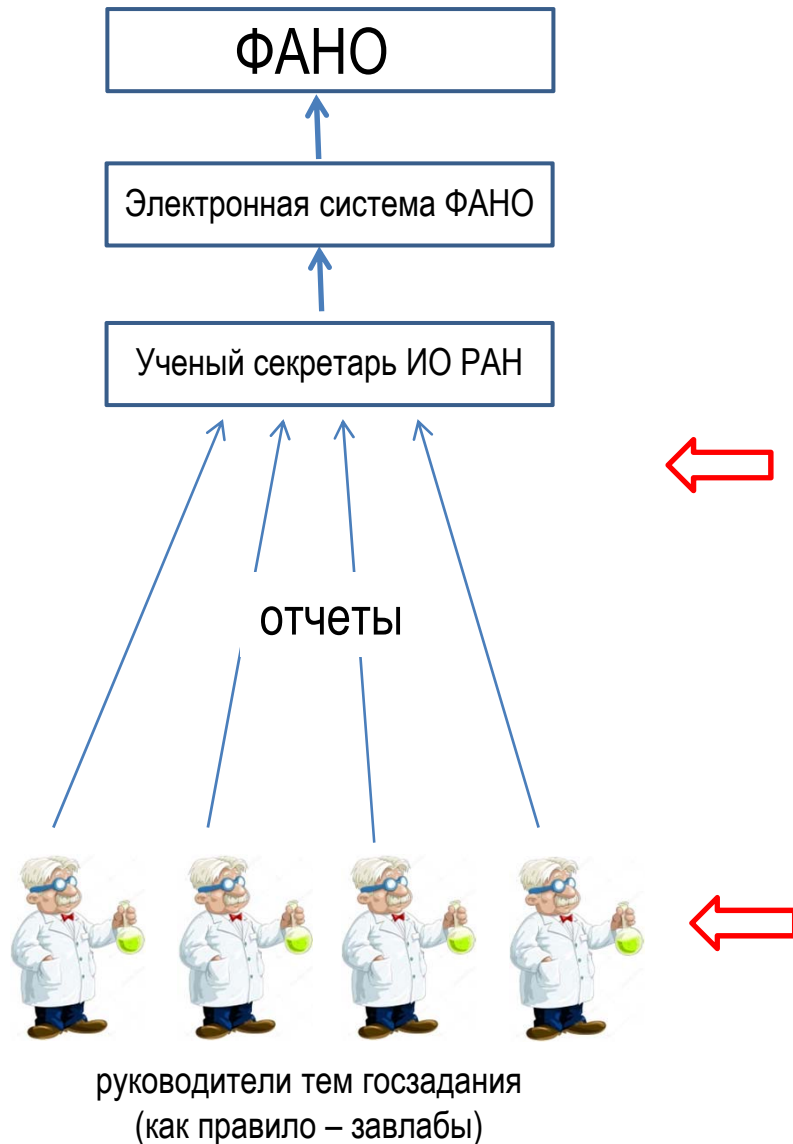 ФАНО
Электронная система ФАНО
Ученый секретарь ИО РАН
отчеты
руководители тем госзадания
(как правило – завлабы)